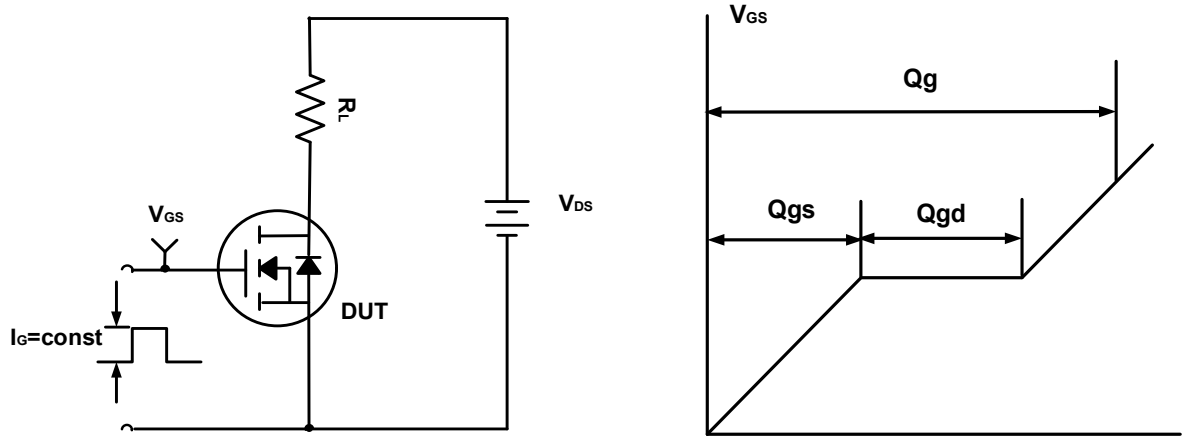 RL
VGS
VDS
DUT
IG=const
VGS
Qg
Qgs
Qgd